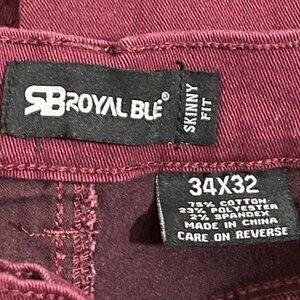 RB ROYAL BLUE®
SKINNY
FIT
34X32
75% COTTON
23% POLYESTER
2% SPANDEX
MADE IN CHINA
CARE ON REVERSE